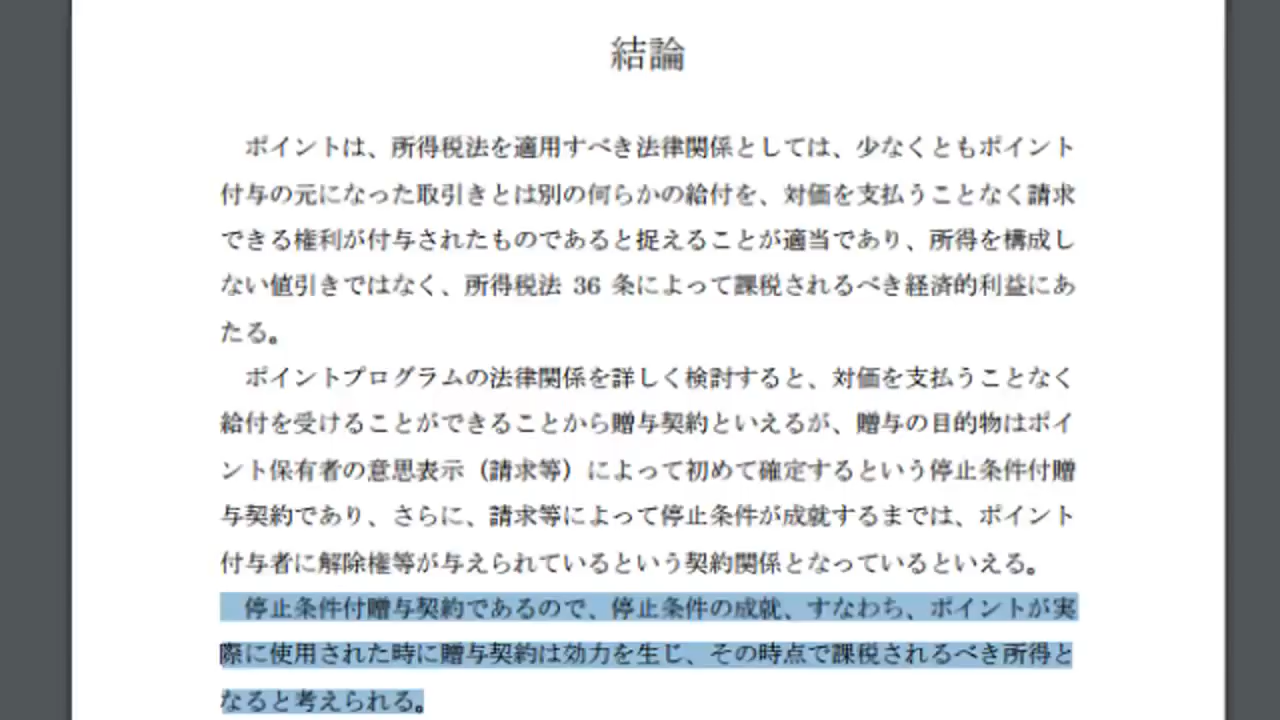 結論
ポイントは、所得税法を適用すべき法律関係としては、少なくともポイント
付与の元になった取引きとは別の何らかの給付を、対価を支払うことなく請求
できる権利が付与されたものであると捉えることが適当であり、所得を構成し
ない値引きではなく、所得税法 36 条によって課税されるべき経済的利益にあ
たる。
ポイントプログラムの法律関係を詳しく検討すると、対価を支払うことなく
給付を受けることができることから贈与契約といえるが、贈与の目的物はポイ
ント保有者の意思表示（請求等）によって初めて確定するという停止条件付贈
与契約であり、さらに、請求等によって停止条件が成就するまでは、ポイント
付与者に解除権等が与えられているという契約関係となっているといえる。
停止条件付贈与契約であるので、停止条件の成就、すなわち、ポイントが実
際に使用された時に贈与契約は効力を生じ、その時点で課税されるべき所得と
なると考えられる。